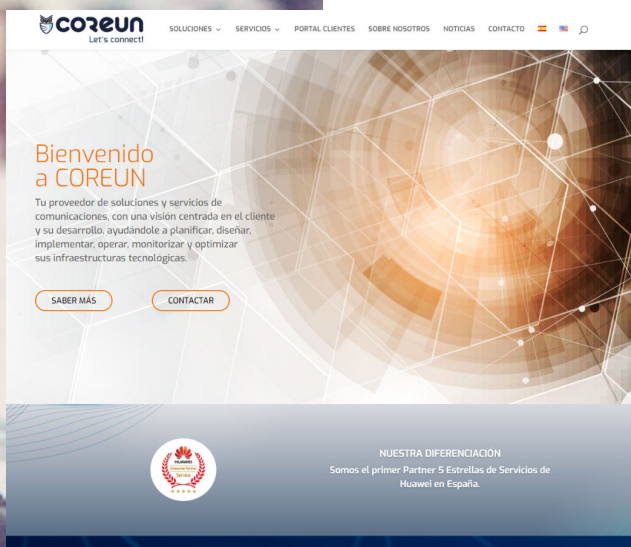 COREUN
Let's connect!
SOLUCIONES SERVICIOS PORTAL CLIENTES SOBRE NOSOTROS NOTICIAS CONTACTO
Bienvenido
a COREUN
Tu proveedor de soluciones y servicios de
comunicaciones, con una visión centrada en el cliente
y su desarrollo, ayudándole a planificar, diseñar,
implementar, operar, monitorizar y optimizar
sus infraestructuras tecnológicas.
SABER MÁS CONTACTAR
HUAWEI
Enterprise Partner
Service
NUESTRA DIFERENCIACIÓN
Somos el primer Partner 5 Estrellas de Servicios de
Huawei en España.